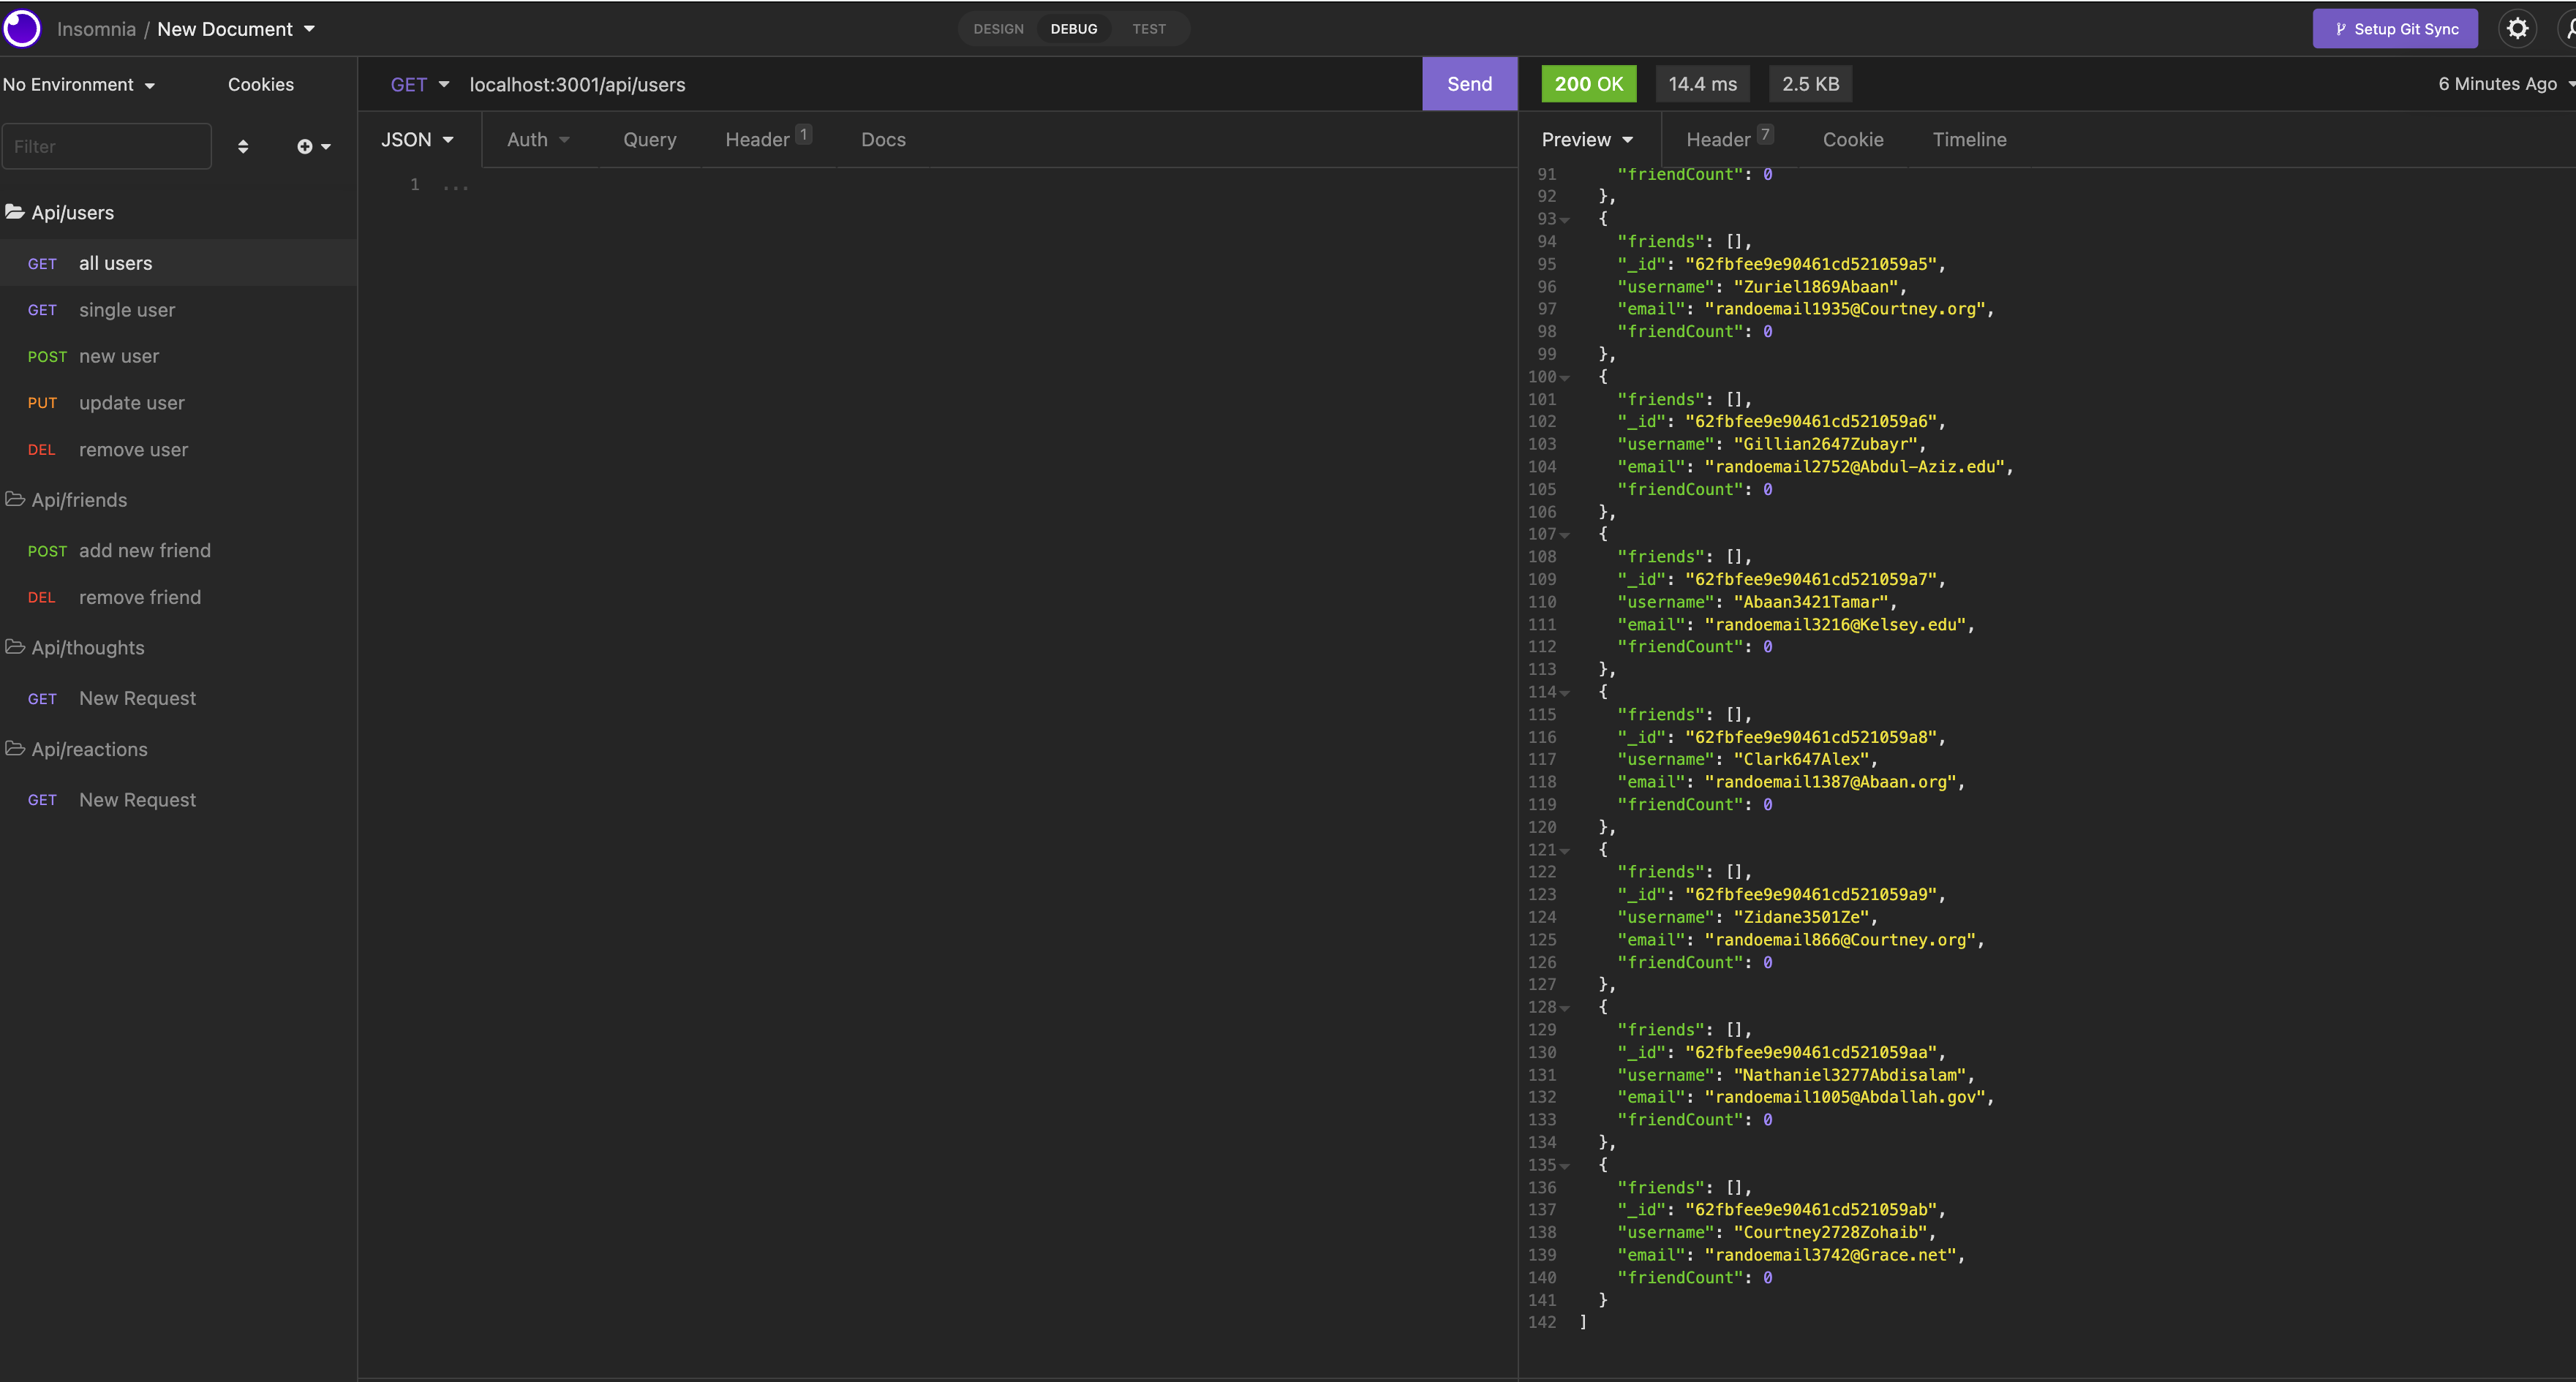 Insomnia / New Document
DESIGN DEBUG TEST
Setup Git Sync
No Environment
Cookies
GET localhost:3001/api/users
Send
200 OK 14.4 ms 2.5 KB
6 Minutes Ago
Filter
JSON Auth Query Header 1 Docs
Preview Header 7 Cookie Timeline
Api/users
GET all users
GET single user
POST new user
PUT update user
DEL remove user
Api/friends
POST add new friend
DEL remove friend
Api/thoughts
GET New Request
Api/reactions
GET New Request
1 ...
91 "friendCount": 0
92 },
93 {
94 "friends": [],
95 "_id": "62fbfee9e90461cd521059a5",
96 "username": "Zuriel1869Abaan",
97 "email": "randoemail1935@Courtney.org",
98 "friendCount": 0
99 },
100 {
101 "friends": [],
102 "_id": "62fbfee9e90461cd521059a6",
103 "username": "Gillian2647Zubayr",
104 "email": "randoemail2752@Abdul-Aziz.edu",
105 "friendCount": 0
106 },
107 {
108 "friends": [],
109 "_id": "62fbfee9e90461cd521059a7",
110 "username": "Abaan3421Tamar",
111 "email": "randoemail3216@Kelsey.edu",
112 "friendCount": 0
113 },
114 {
115 "friends": [],
116 "_id": "62fbfee9e90461cd521059a8",
117 "username": "Clark647Alex",
118 "email": "randoemail1387@Abaan.org",
119 "friendCount": 0
120 },
121 {
122 "friends": [],
123 "_id": "62fbfee9e90461cd521059a9",
124 "username": "Zidane3501Ze",
125 "email": "randoemail866@Courtney.org",
126 "friendCount": 0
127 },
128 {
129 "friends": [],
130 "_id": "62fbfee9e90461cd521059aa",
131 "username": "Nathaniel3277Abdisalam",
132 "email": "randoemail1005@Abdallah.gov",
133 "friendCount": 0
134 },
135 {
136 "friends": [],
137 "_id": "62fbfee9e90461cd521059ab",
138 "username": "Courtney2728Zohaib",
139 "email": "randoemail3742@Grace.net",
140 "friendCount": 0
141 }
142 ]